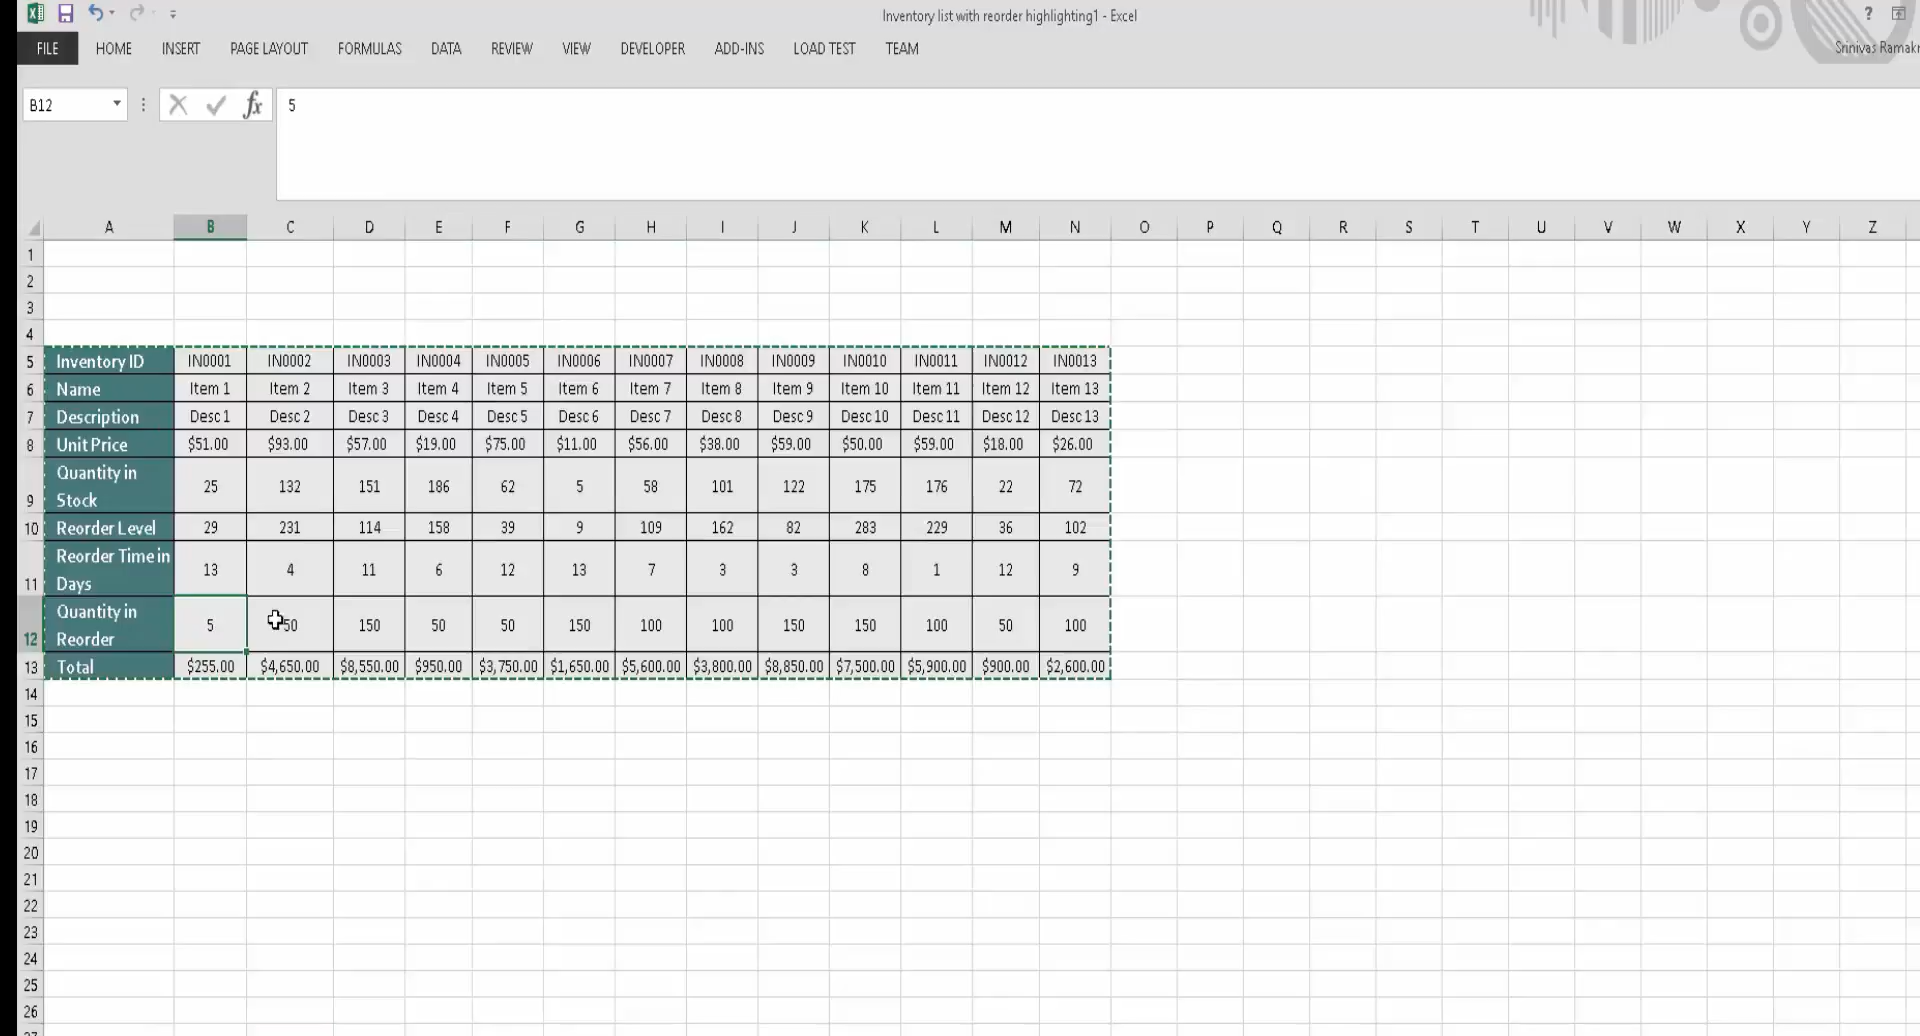 Inventory list with reorder highlighting1 - Excel
?
FILE HOME INSERT PAGE LAYOUT FORMULAS DATA REVIEW VIEW DEVELOPER ADD-INS LOAD TEST TEAM
Srinivas Ramakr
B12 fx 5
A B C D E F G H I J K L M N O P Q R S T U V W X Y Z
1
2
3
4
5 Inventory ID IN0001 IN0002 IN0003 IN0004 IN0005 IN0006 IN0007 IN0008 IN0009 IN0010 IN0011 IN0012 IN0013
6 Name Item 1 Item 2 Item 3 Item 4 Item 5 Item 6 Item 7 Item 8 Item 9 Item 10 Item 11 Item 12 Item 13
7 Description Desc 1 Desc 2 Desc 3 Desc 4 Desc 5 Desc 6 Desc 7 Desc 8 Desc 9 Desc 10 Desc 11 Desc 12 Desc 13
8 Unit Price $51.00 $93.00 $57.00 $19.00 $75.00 $11.00 $56.00 $38.00 $59.00 $50.00 $59.00 $18.00 $26.00
Quantity in
9 Stock 25 132 151 186 62 5 58 101 122 175 176 22 72
10 Reorder Level 29 231 114 158 39 9 109 162 82 283 229 36 102
Reorder Time in
11 Days 13 4 11 6 12 13 7 3 3 8 1 12 9
Quantity in
12 Reorder 5 50 150 50 50 150 100 100 150 150 100 50 100
13 Total $255.00 $4,650.00 $8,550.00 $950.00 $3,750.00 $1,650.00 $5,600.00 $3,800.00 $8,850.00 $7,500.00 $5,900.00 $900.00 $2,600.00
14
15
16
17
18
19
20
21
22
23
24
25
26